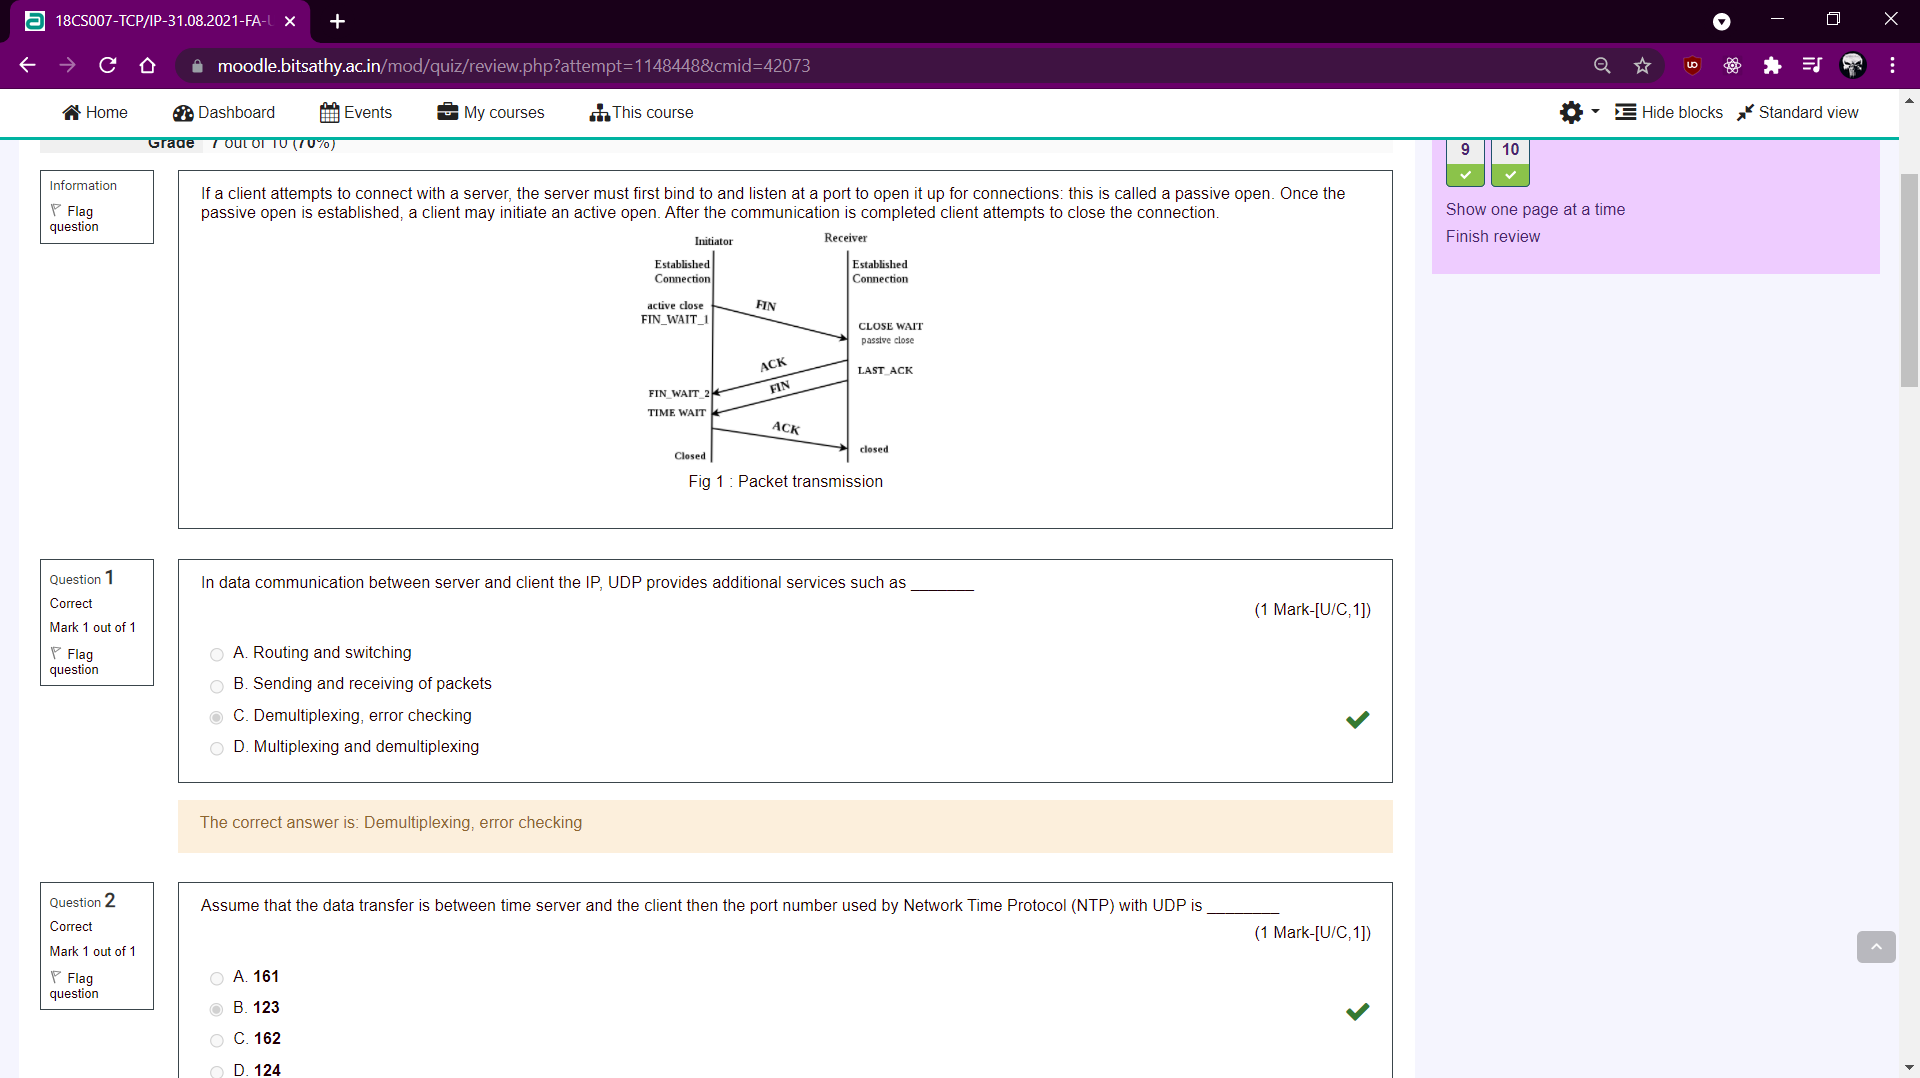 18CS007-TCP/IP-31.08.2021-FA-
moodle.bitsathy.ac.in/mod/quiz/review.php?attempt=1148448&cmid=42073
Home Dashboard Events My courses This course Hide blocks Standard view
Grade 7 out of 10 (70%)
9 10
Show one page at a time
Finish review
Information
Flag
question
If a client attempts to connect with a server, the server must first bind to and listen at a port to open it up for connections: this is called a passive open. Once the
passive open is established, a client may initiate an active open. After the communication is completed client attempts to close the connection.
Initiator Receiver
Established Established
Connection Connection
active close FIN
FIN_WAIT_1
CLOSE WAIT
passive close
ACK
LAST_ACK
FIN
FIN_WAIT_2
TIME WAIT
ACK
closed
Closed
Fig 1 : Packet transmission
Question 1
Correct
Mark 1 out of 1
Flag
question
In data communication between server and client the IP, UDP provides additional services such as _______
(1 Mark-[U/C,1])
A. Routing and switching
B. Sending and receiving of packets
C. Demultiplexing, error checking
D. Multiplexing and demultiplexing
The correct answer is: Demultiplexing, error checking
Question 2
Correct
Mark 1 out of 1
Flag
question
Assume that the data transfer is between time server and the client then the port number used by Network Time Protocol (NTP) with UDP is ________
(1 Mark-[U/C,1])
A. 161
B. 123
C. 162
D. 124